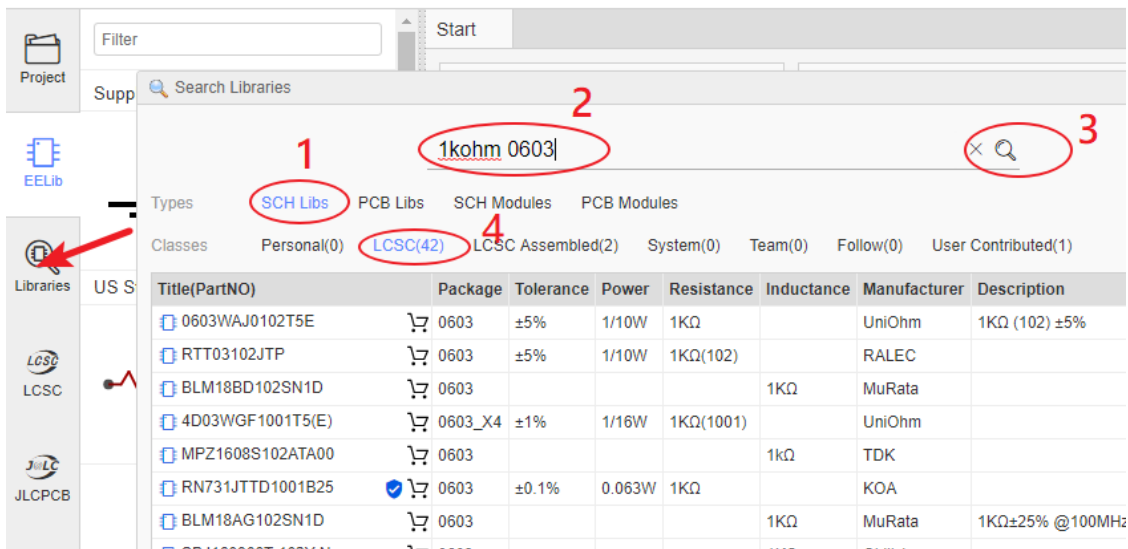 Project
Filter
Start
Supp
Search Libraries
2
1kohm 0603
3
1
EELib
Types SCH Libs PCB Libs SCH Modules PCB Modules
4
Classes Personal(0) LCSC(42) LCSC Assembled(2) System(0) Team(0) Follow(0) User Contributed(1)
Libraries
US S
Title(PartNO) Package Tolerance Power Resistance Inductance Manufacturer Description
0603WAJ0102T5E 0603 ±5% 1/10W 1KΩ UniOhm 1KΩ (102) ±5%
RTT03102JTP 0603 ±5% 1/10W 1KΩ(102) RALEC
LCSC
LCSC
BLM18BD102SN1D 0603 1KΩ MuRata
4D03WGF1001T5(E) 0603_X4 ±1% 1/16W 1KΩ(1001) UniOhm
MPZ1608S102ATA00 0603 1kΩ TDK
JLC
JLCPCB
RN731JTTD1001B25 0603 ±0.1% 0.063W 1KΩ KOA
BLM18AG102SN1D 0603 1KΩ MuRata 1KΩ±25% @100MHz